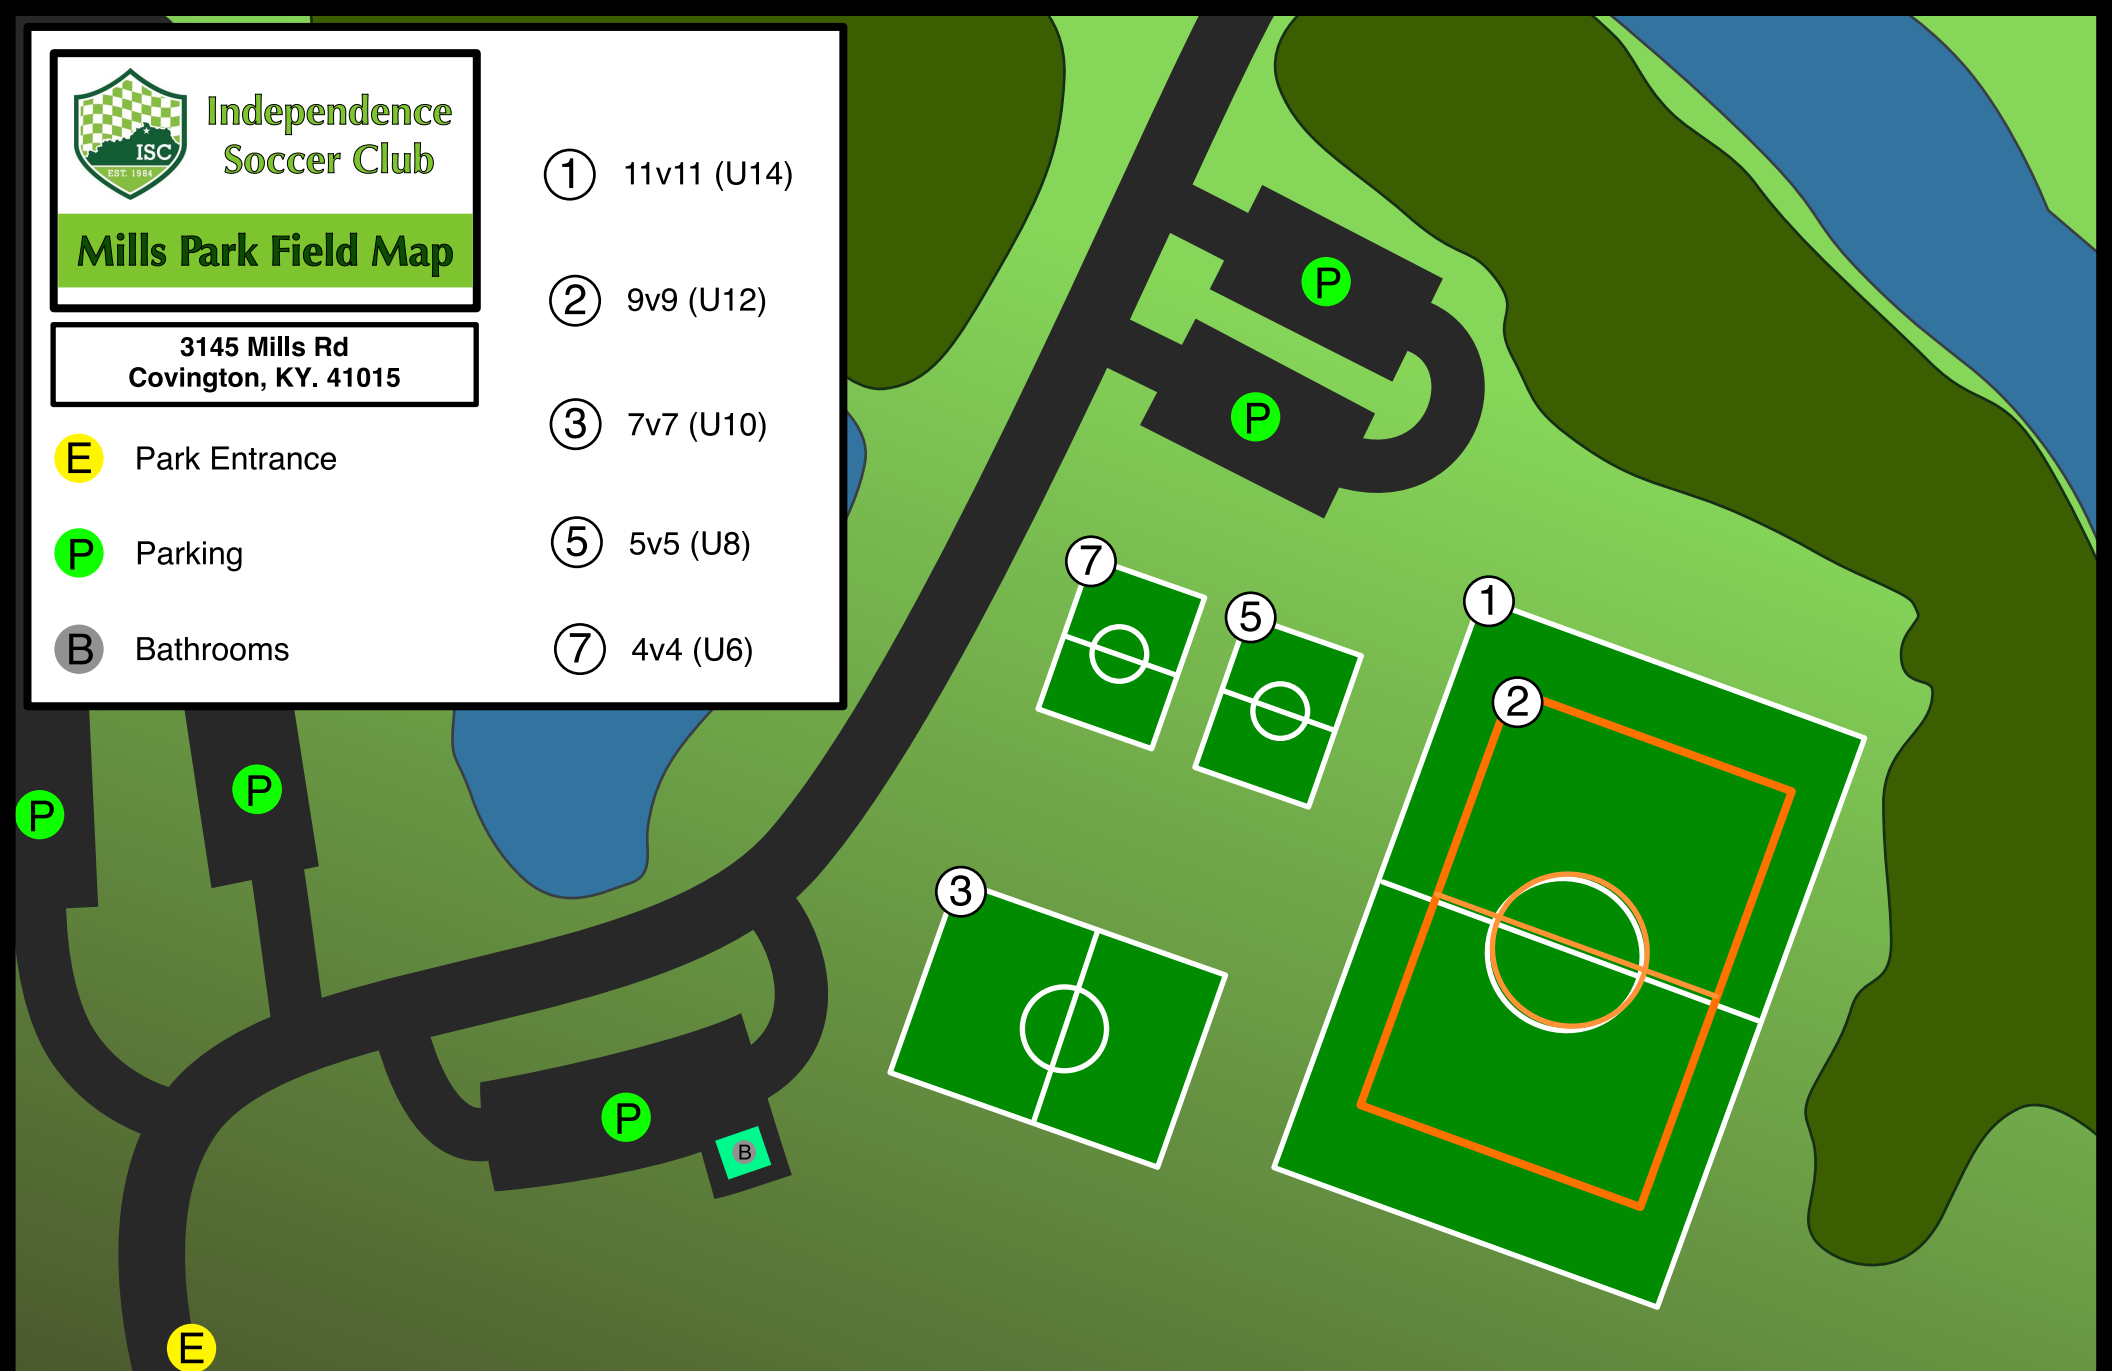 Independence
Soccer Club
ISC
EST. 1984
Mills Park Field Map
3145 Mills Rd
Covington, KY. 41015
E Park Entrance
P Parking
B Bathrooms
1 11v11 (U14)
2 9v9 (U12)
3 7v7 (U10)
5 5v5 (U8)
7 4v4 (U6)
P
P
7
5
1
2
P
P
3
P
B
E